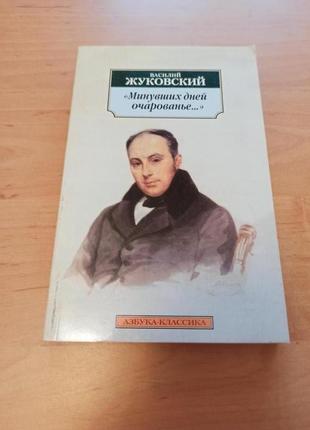 ВАСИЛИЙ
ЖУКОВСКИЙ
«Минувших дней
очарованье...»
АЗБУКА-КЛАССИКА